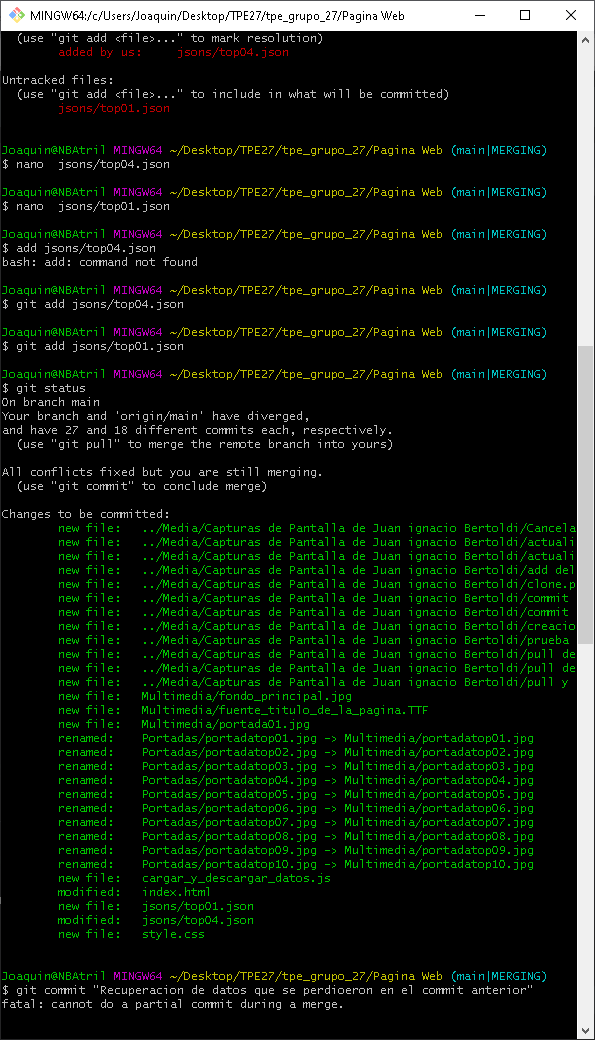 MINGW64:/c/Users/Joaquin/Desktop/TPE27/tpe_grupo_27/Pagina Web
(use "git add <file>..." to mark resolution)
added by us:     jsons/top04.json
Untracked files:
(use "git add <file>..." to include in what will be committed)
jsons/top01.json
Joaquin@NBAtril MINGW64 ~/Desktop/TPE27/tpe_grupo_27/Pagina Web (main|MERGING)
$ nano  jsons/top04.json
Joaquin@NBAtril MINGW64 ~/Desktop/TPE27/tpe_grupo_27/Pagina Web (main|MERGING)
$ nano  jsons/top01.json
Joaquin@NBAtril MINGW64 ~/Desktop/TPE27/tpe_grupo_27/Pagina Web (main|MERGING)
$ add jsons/top04.json
bash: add: command not found
Joaquin@NBAtril MINGW64 ~/Desktop/TPE27/tpe_grupo_27/Pagina Web (main|MERGING)
$ git add jsons/top04.json
Joaquin@NBAtril MINGW64 ~/Desktop/TPE27/tpe_grupo_27/Pagina Web (main|MERGING)
$ git add jsons/top01.json
Joaquin@NBAtril MINGW64 ~/Desktop/TPE27/tpe_grupo_27/Pagina Web (main|MERGING)
$ git status
On branch main
Your branch and 'origin/main' have diverged,
and have 27 and 18 different commits each, respectively.
(use "git pull" to merge the remote branch into yours)
All conflicts fixed but you are still merging.
(use "git commit" to conclude merge)
Changes to be committed:
new file:   ../Media/Capturas de Pantalla de Juan ignacio Bertoldi/Cancela
new file:   ../Media/Capturas de Pantalla de Juan ignacio Bertoldi/actuali
new file:   ../Media/Capturas de Pantalla de Juan ignacio Bertoldi/actuali
new file:   ../Media/Capturas de Pantalla de Juan ignacio Bertoldi/add del
new file:   ../Media/Capturas de Pantalla de Juan ignacio Bertoldi/clone.p
new file:   ../Media/Capturas de Pantalla de Juan ignacio Bertoldi/commit
new file:   ../Media/Capturas de Pantalla de Juan ignacio Bertoldi/commit
new file:   ../Media/Capturas de Pantalla de Juan ignacio Bertoldi/creacio
new file:   ../Media/Capturas de Pantalla de Juan ignacio Bertoldi/prueba
new file:   ../Media/Capturas de Pantalla de Juan ignacio Bertoldi/pull de
new file:   ../Media/Capturas de Pantalla de Juan ignacio Bertoldi/pull de
new file:   ../Media/Capturas de Pantalla de Juan ignacio Bertoldi/pull y
new file:   Multimedia/fondo_principal.jpg
new file:   Multimedia/fuente_titulo_de_la_pagina.TTF
new file:   Multimedia/portada01.jpg
renamed:    Portadas/portadatop01.jpg -> Multimedia/portadatop01.jpg
renamed:    Portadas/portadatop02.jpg -> Multimedia/portadatop02.jpg
renamed:    Portadas/portadatop03.jpg -> Multimedia/portadatop03.jpg
renamed:    Portadas/portadatop04.jpg -> Multimedia/portadatop04.jpg
renamed:    Portadas/portadatop05.jpg -> Multimedia/portadatop05.jpg
renamed:    Portadas/portadatop06.jpg -> Multimedia/portadatop06.jpg
renamed:    Portadas/portadatop07.jpg -> Multimedia/portadatop07.jpg
renamed:    Portadas/portadatop08.jpg -> Multimedia/portadatop08.jpg
renamed:    Portadas/portadatop09.jpg -> Multimedia/portadatop09.jpg
renamed:    Portadas/portadatop10.jpg -> Multimedia/portadatop10.jpg
new file:   cargar_y_descargar_datos.js
modified:   index.html
new file:   jsons/top01.json
modified:   jsons/top04.json
new file:   style.css
Joaquin@NBAtril MINGW64 ~/Desktop/TPE27/tpe_grupo_27/Pagina Web (main|MERGING)
$ git commit "Recuperacion de datos que se perdioeron en el commit anterior"
fatal: cannot do a partial commit during a merge.